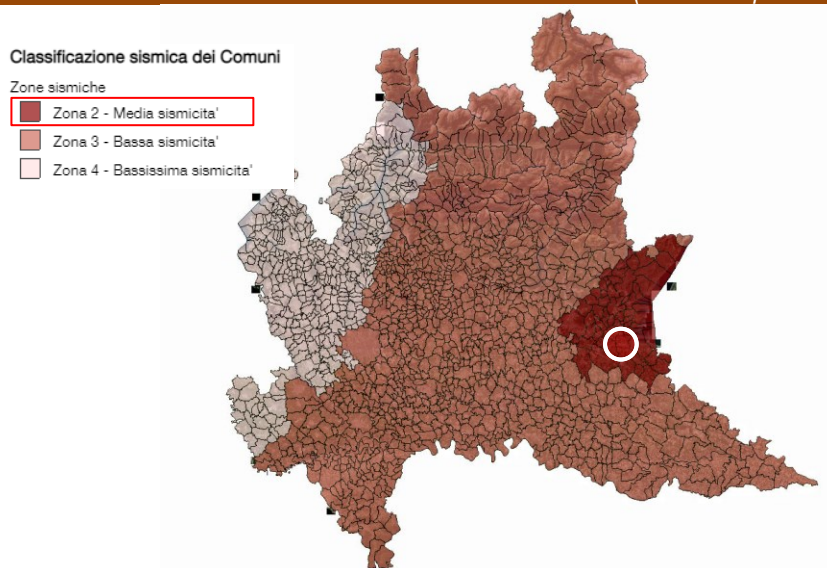 Classificazione sismica dei Comuni
Zone sismiche
Zona 2 - Media sismicita'
Zona 3 - Bassa sismicita'
Zona 4 - Bassissima sismicita'